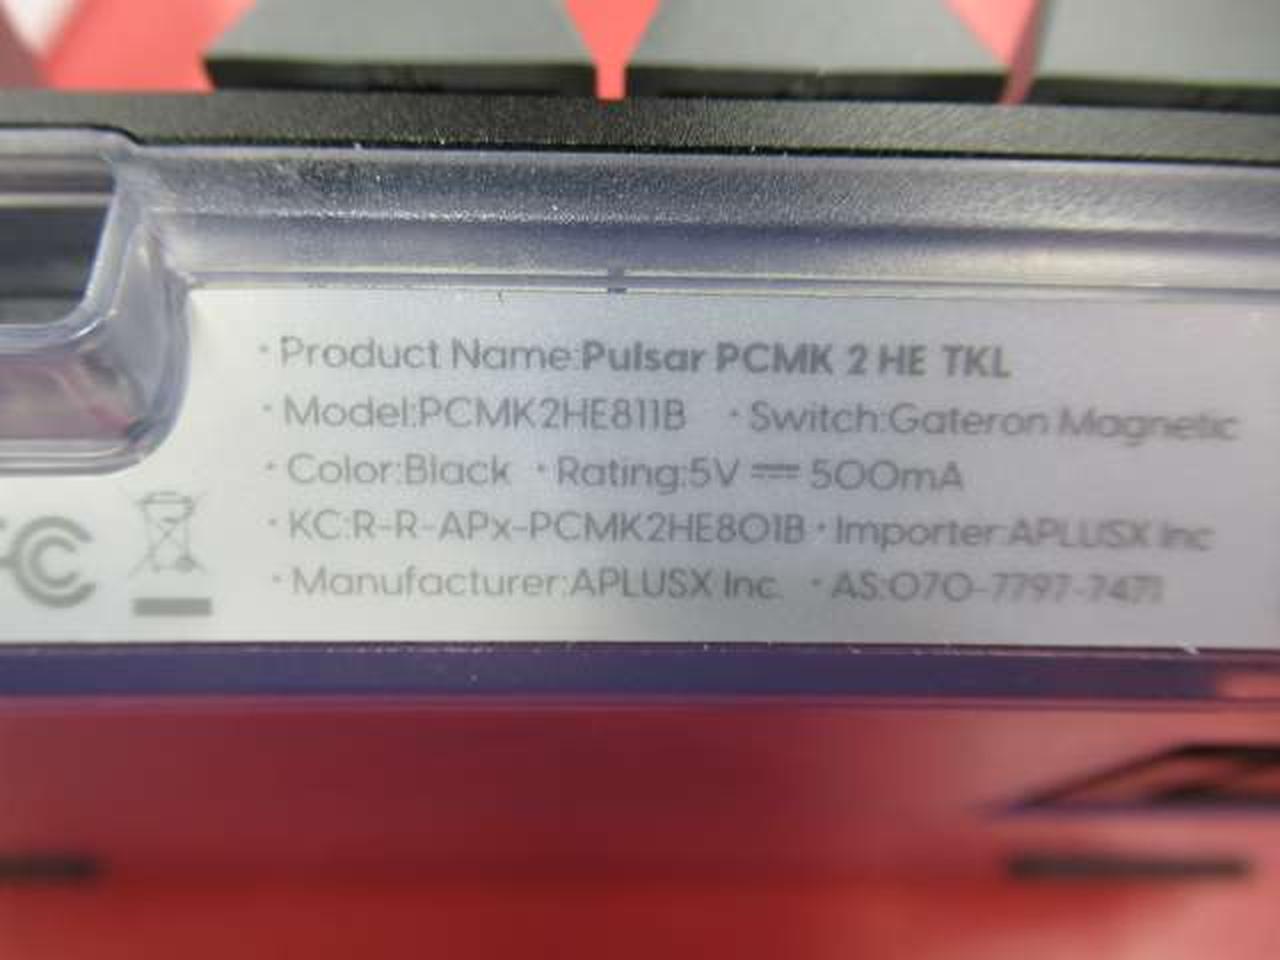 · Product Name:Pulsar PCMK 2 HE TKL
· Model:PCMK2HE811B · Switch:Gateron Magnetic
· Color:Black · Rating:5V ⎓ 500mA
· KC:R-R-APx-PCMK2HE801B · Importer:APLUSX Inc
· Manufacturer:APLUSX Inc. · AS:070-7797-7471
FC